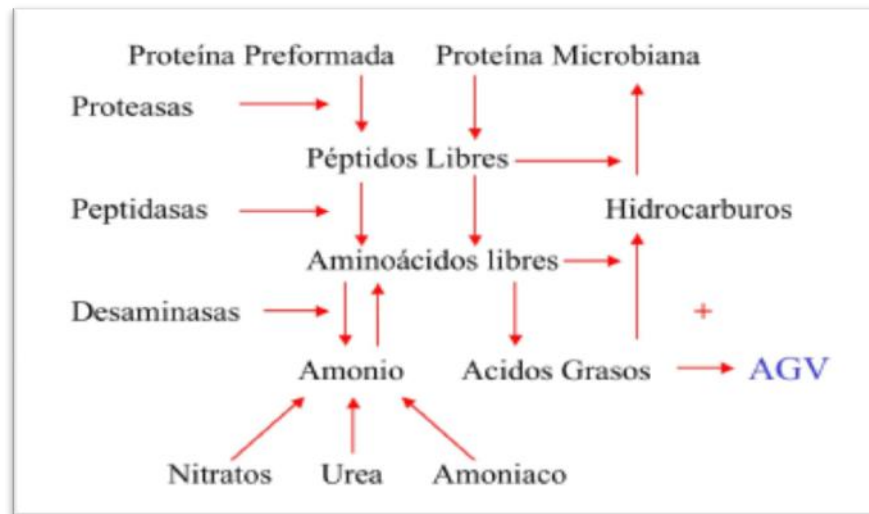 Proteína Preformada Proteína Microbiana
Proteasas
Péptidos Libres
Peptidasas Hidrocarburos
Aminoácidos libres
Desaminasas +
Amonio Acidos Grasos AGV
Nitratos Urea Amoniaco